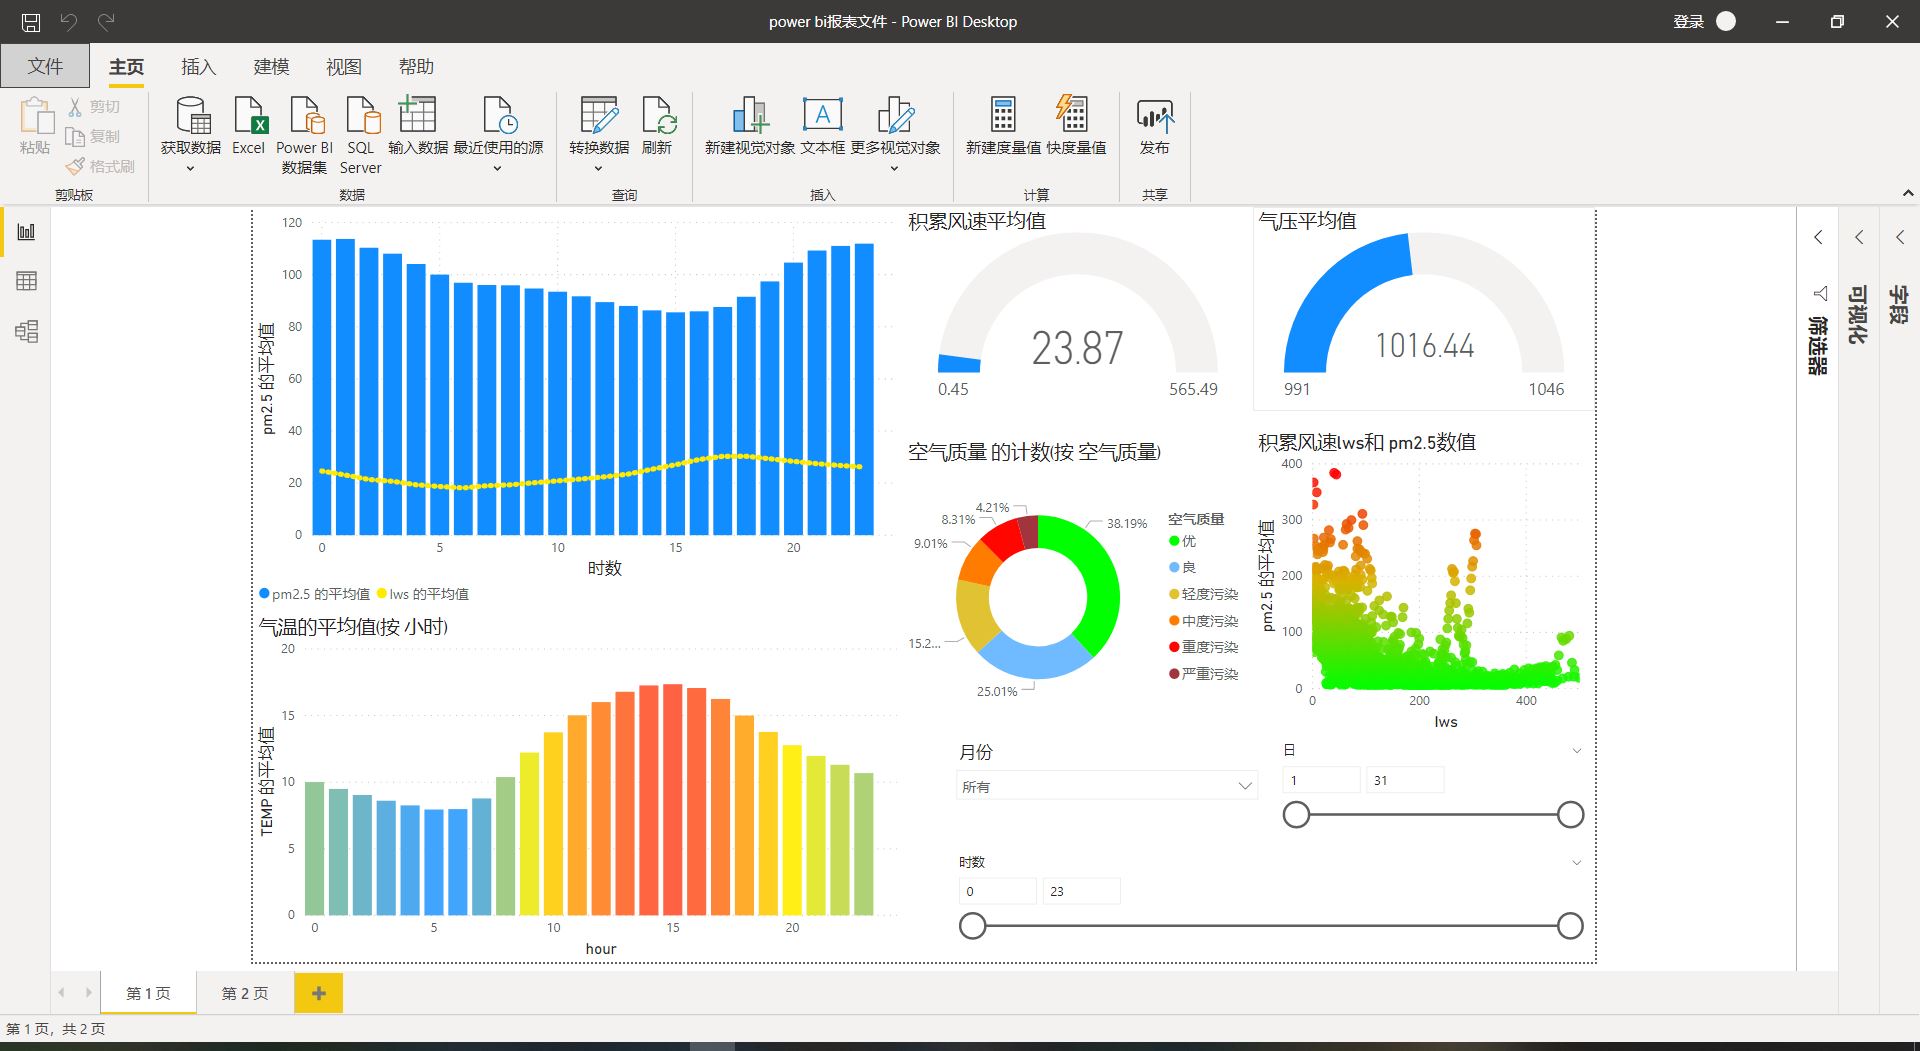 power bi报表文件 - Power BI Desktop
登录
文件 主页 插入 建模 视图 帮助
粘贴
剪切
复制
格式刷
剪贴板
获取数据
Excel
Power BI
数据集
SQL
Server
输入数据
最近使用的源
数据
转换数据
刷新
查询
新建视觉对象
文本框
更多视觉对象
插入
新建度量值
快度量值
计算
发布
共享
pm2.5 的平均值
120
100
80
60
40
20
0
0 5 10 15 20
时数
pm2.5 的平均值 lws 的平均值
积累风速平均值
23.87
0.45 565.49
气压平均值
1016.44
991 1046
空气质量 的计数(按 空气质量)
4.21%
8.31%
9.01%
15.2...
25.01%
38.19%
空气质量
优
良
轻度污染
中度污染
重度污染
严重污染
积累风速lws和 pm2.5数值
pm2.5 的平均值
400
300
200
100
0
0 200 400
lws
气温的平均值(按 小时)
TEMP 的平均值
20
15
10
5
0
0 5 10 15 20
hour
月份
所有
日
1 31
时数
0 23
筛选器
可视化
字段
第 1 页 第 2 页
第 1 页，共 2 页